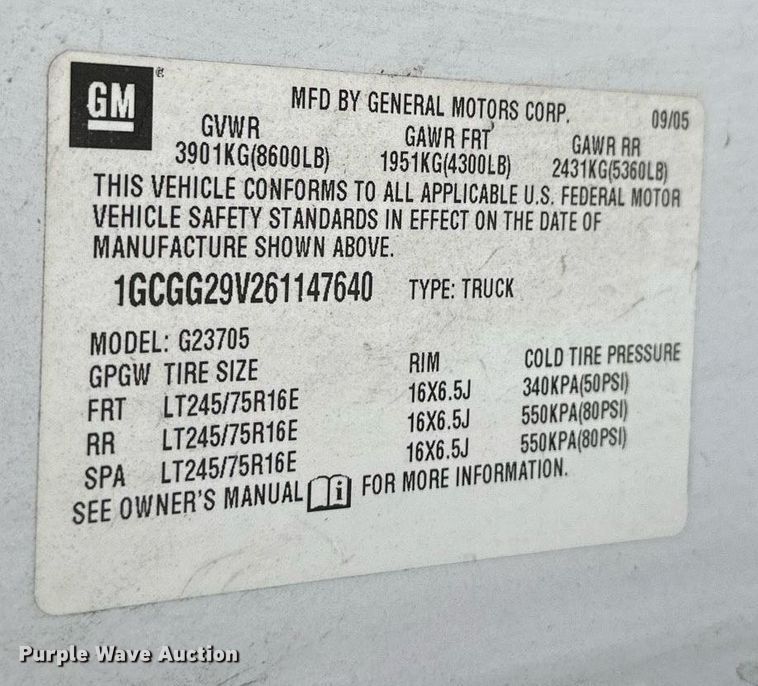 GM
®
MFD BY GENERAL MOTORS CORP. 09/05
GVWR GAWR FRT GAWR RR
3901KG(8600LB) 1951KG(4300LB) 2431KG(5360LB)
THIS VEHICLE CONFORMS TO ALL APPLICABLE U.S. FEDERAL MOTOR
VEHICLE SAFETY STANDARDS IN EFFECT ON THE DATE OF
MANUFACTURE SHOWN ABOVE.
1GCGG29V261147640 TYPE: TRUCK
MODEL: G23705
GPGW TIRE SIZE RIM COLD TIRE PRESSURE
FRT LT245/75R16E 16X6.5J 340KPA(50PSI)
RR LT245/75R16E 16X6.5J 550KPA(80PSI)
SPA LT245/75R16E 16X6.5J 550KPA(80PSI)
SEE OWNER'S MANUAL i FOR MORE INFORMATION.
Purple Wave Auction